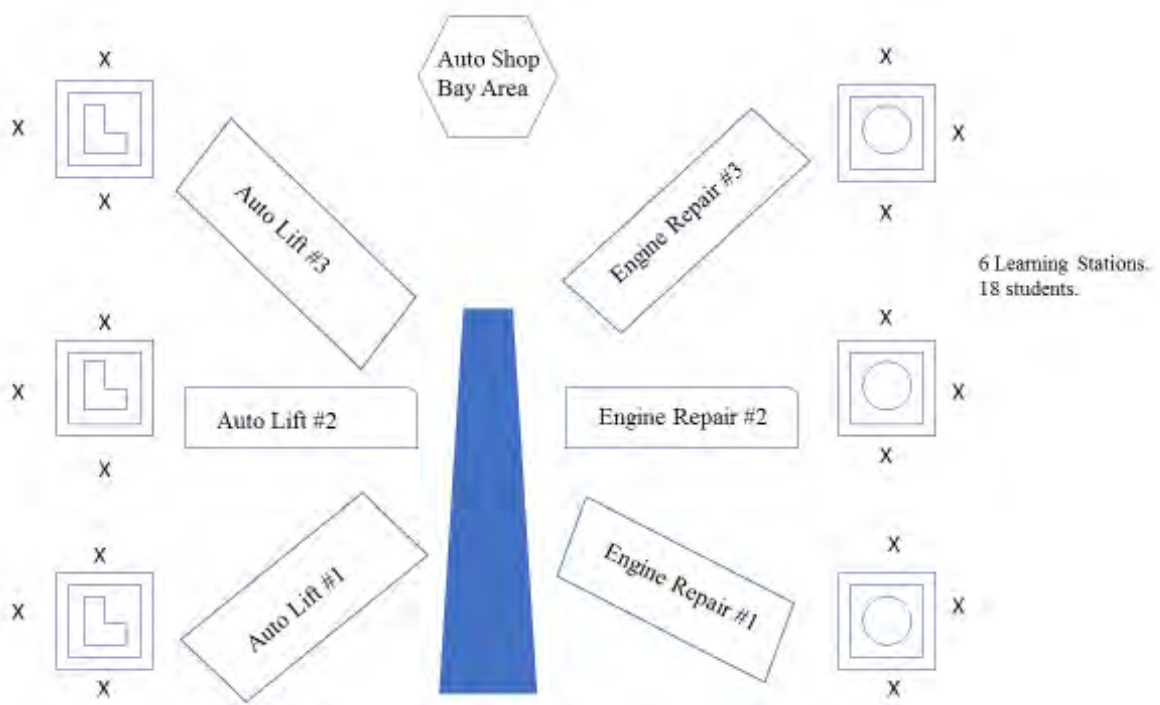 X
X
Auto Shop
Bay Area
X
X
X
X
X
Auto Lift #3
Engine Repair #3
6 Learning Stations.
18 students.
X
X
X
X
Auto Lift #2
Engine Repair #2
X
X
X
X
Auto Lift #1
Engine Repair #1
X
X
X
X
X